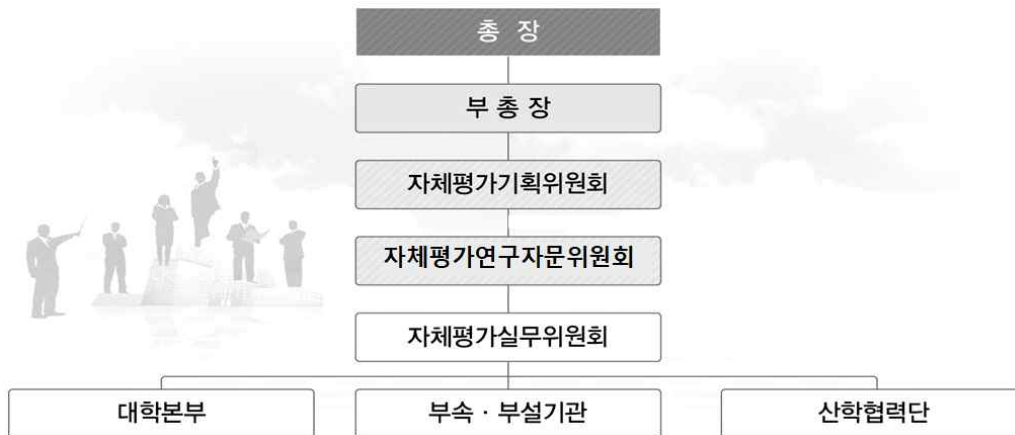 총 장
부 총 장
자체평가기획위원회
자체평가연구자문위원회
자체평가실무위원회
대학본부
부속 · 부설기관
산학협력단